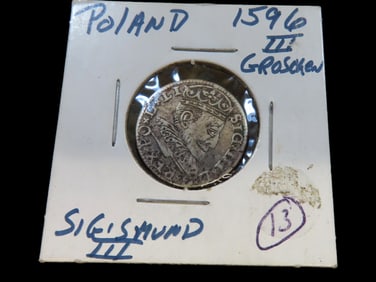 POLAND
1596
III
GROSCHEN
SIGISMUND
III
13